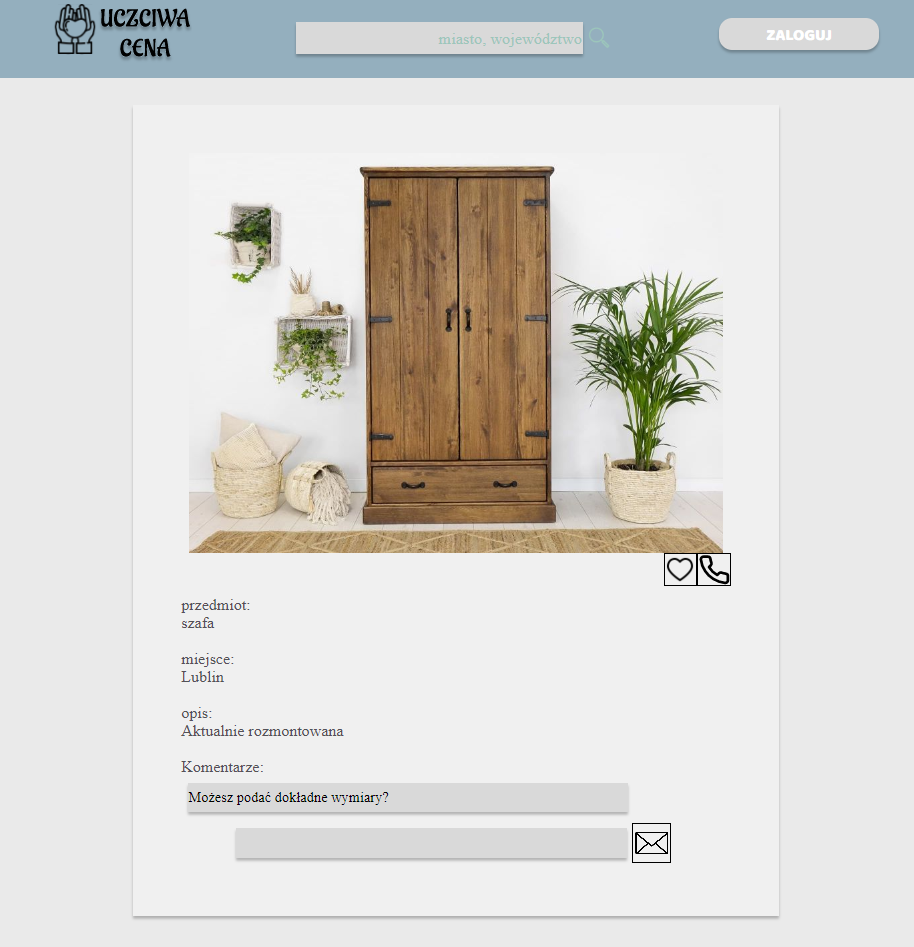 UCZCIWA
CENA
miasto, województwo
ZALOGUJ
przedmiot:
szafa
miejsce:
Lublin
opis:
Aktualnie rozmontowana
Komentarze:
Możesz podać dokładne wymiary?